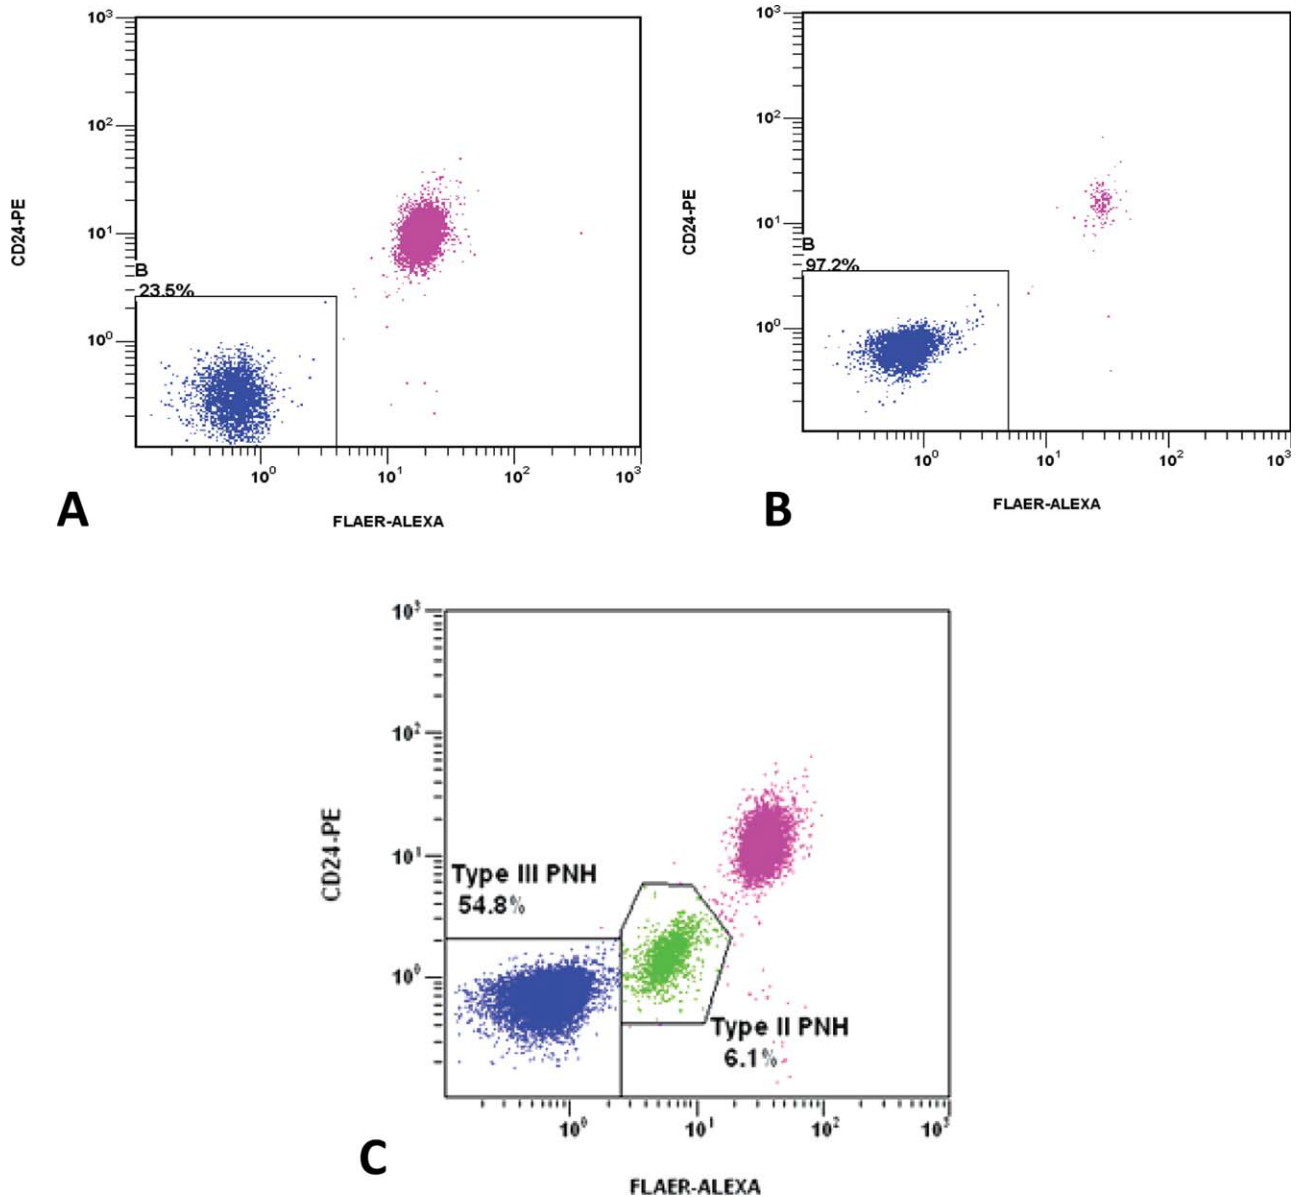 10³
10²
10¹
10⁰
CD24-PE
B
23.5%
10⁰ 10¹ 10² 10³
FLAER-ALEXA
A
10³
10²
10¹
10⁰
CD24-PE
B
97.2%
10⁰ 10¹ 10² 10³
FLAER-ALEXA
B
10³
10²
10¹
10⁰
CD24-PE
Type III PNH
54.8%
Type II PNH
6.1%
10⁰ 10¹ 10² 10³
FLAER-ALEXA
C